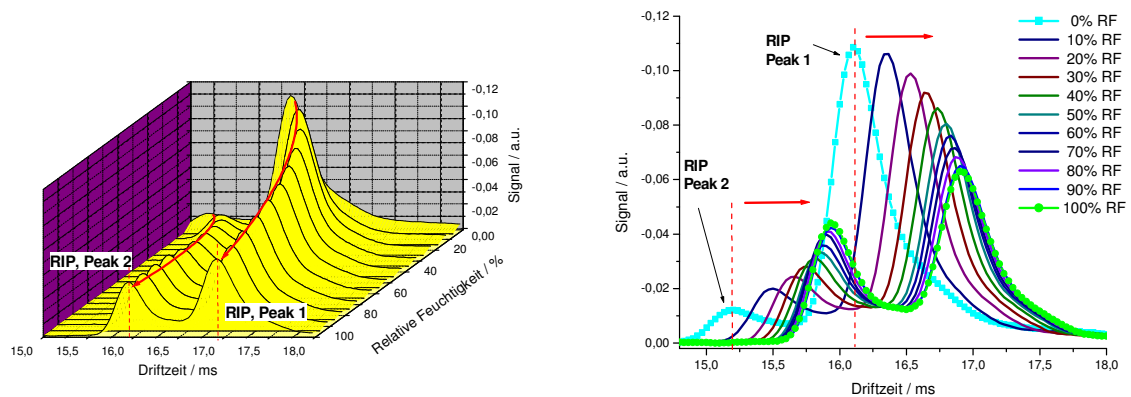 -0,12
-0,10
-0,08
-0,06
-0,04
-0,02
0,00
Signal / a.u.
20
40
60
80
100
Relative Feuchtigkeit / %
RIP, Peak 2
RIP, Peak 1
15,0 15,5 16,0 16,5 17,0 17,5 18,0
Driftzeit / ms
-0,12
-0,10
-0,08
-0,06
-0,04
-0,02
0,00
Signal / a.u.
RIP
Peak 1
RIP
Peak 2
0% RF
10% RF
20% RF
30% RF
40% RF
50% RF
60% RF
70% RF
80% RF
90% RF
100% RF
15,0 15,5 16,0 16,5 17,0 17,5 18,0
Driftzeit / ms